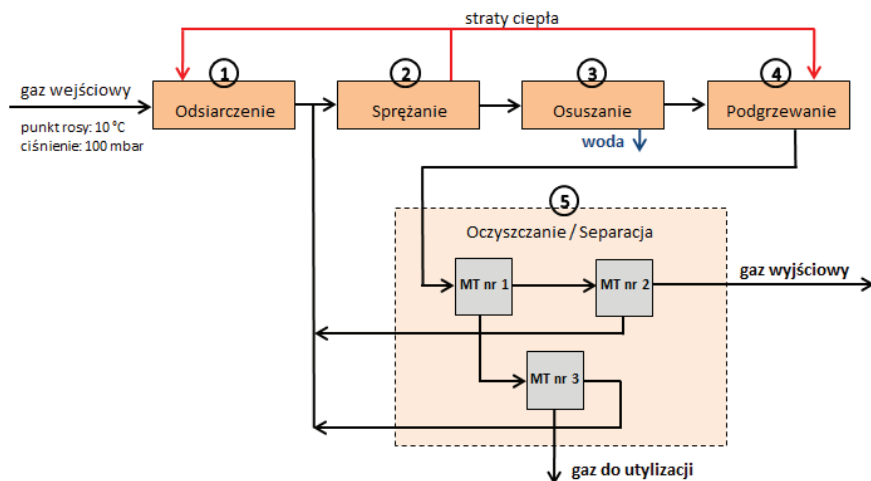 straty ciepła
1
2
3
4
gaz wejściowy
Odsiarczenie
Sprężanie
Osuszanie
Podgrzewanie
punkt rosy: 10 °C
ciśnienie: 100 mbar
woda
5
Oczyszczanie / Separacja
MT nr 1
MT nr 2
gaz wyjściowy
MT nr 3
gaz do utylizacji